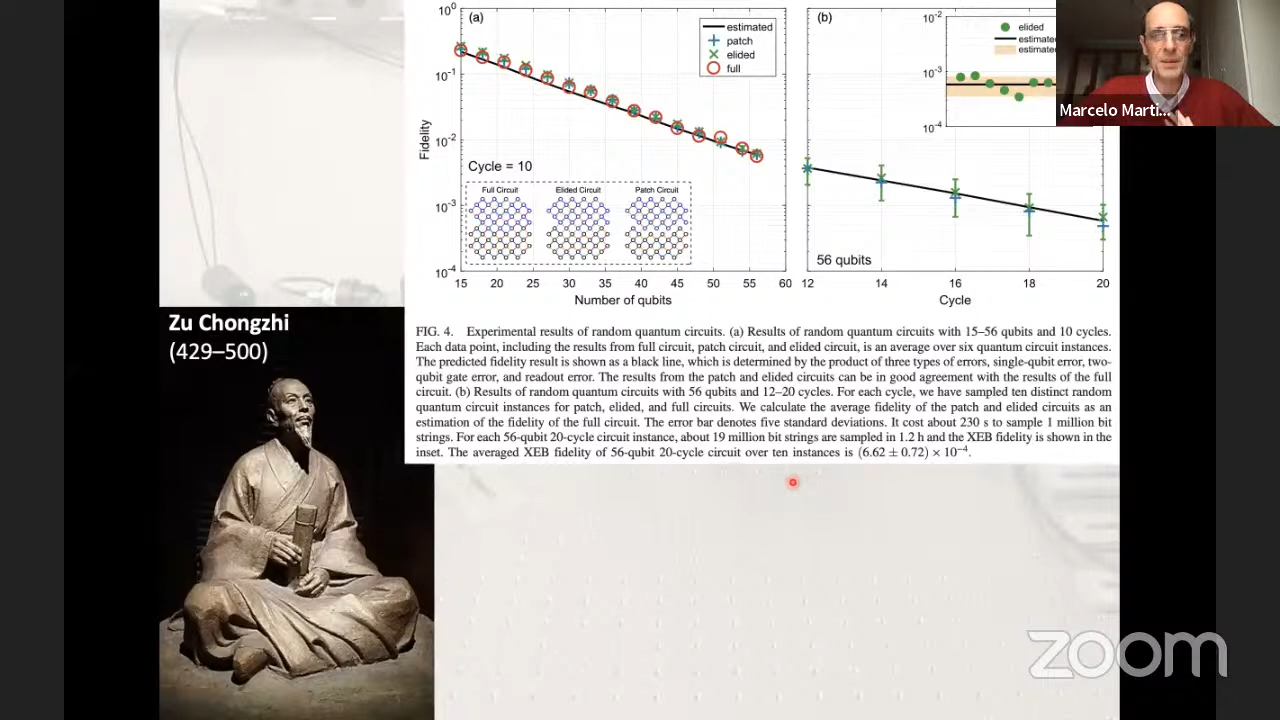 (a)
estimated
patch
elided
full
10⁰
10⁻¹
10⁻²
10⁻³
10⁻⁴
Fidelity
Cycle = 10
Full Circuit
Elided Circuit
Patch Circuit
15 20 25 30 35 40 45 50 55 60
Number of qubits
(b)
10⁻²
10⁻³
10⁻⁴
elided
estimated
estimated
56 qubits
12 14 16 18 20
Cycle
Marcelo Marti...
Zu Chongzhi
(429–500)
FIG. 4. Experimental results of random quantum circuits. (a) Results of random quantum circuits with 15–56 qubits and 10 cycles.
Each data point, including the results from full circuit, patch circuit, and elided circuit, is an average over six quantum circuit instances.
The predicted fidelity result is shown as a black line, which is determined by the product of three types of errors, single-qubit error, two-
qubit gate error, and readout error. The results from the patch and elided circuits can be in good agreement with the results of the full
circuit. (b) Results of random quantum circuits with 56 qubits and 12–20 cycles. For each cycle, we have sampled ten distinct random
quantum circuit instances for patch, elided, and full circuits. We calculate the average fidelity of the patch and elided circuits as an
estimation of the fidelity of the full circuit. The error bar denotes five standard deviations. It cost about 230 s to sample 1 million bit
strings. For each 56-qubit 20-cycle circuit instance, about 19 million bit strings are sampled in 1.2 h and the XEB fidelity is shown in the
inset. The averaged XEB fidelity of 56-qubit 20-cycle circuit over ten instances is (6.62 ± 0.72) × 10⁻⁴.
zoom